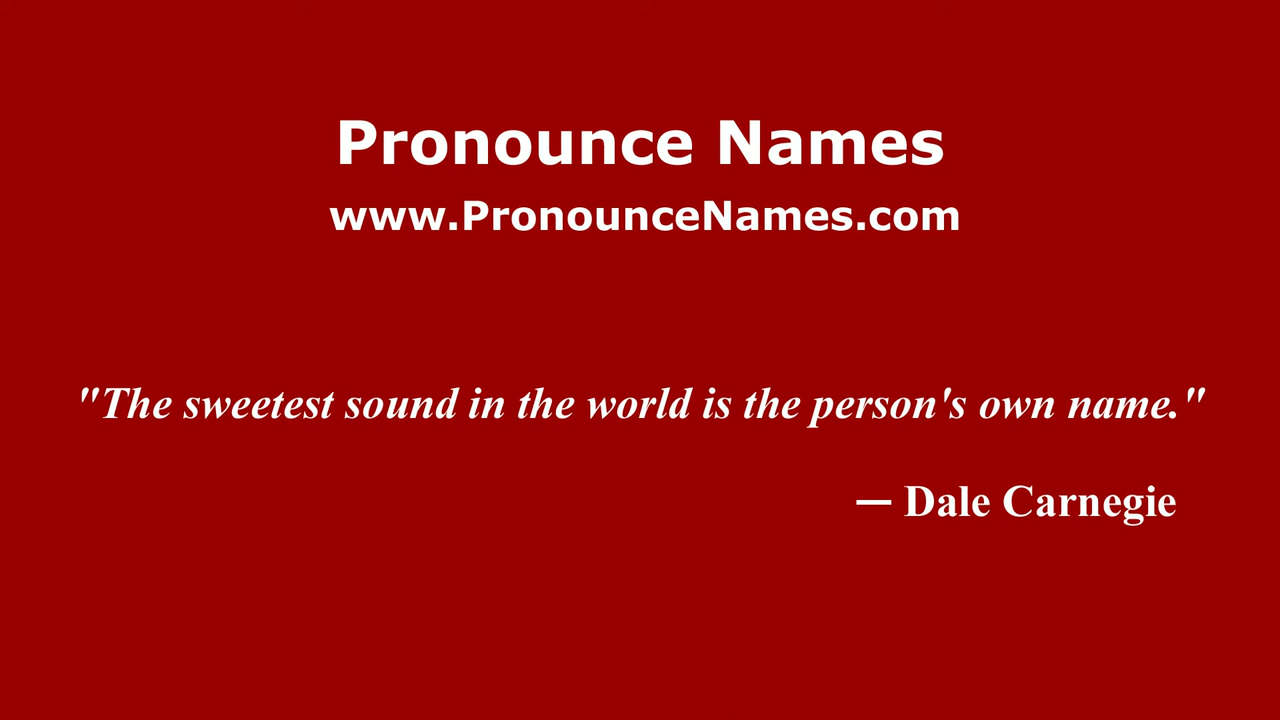 Pronounce Names
www.PronounceNames.com
"The sweetest sound in the world is the person's own name."
— Dale Carnegie